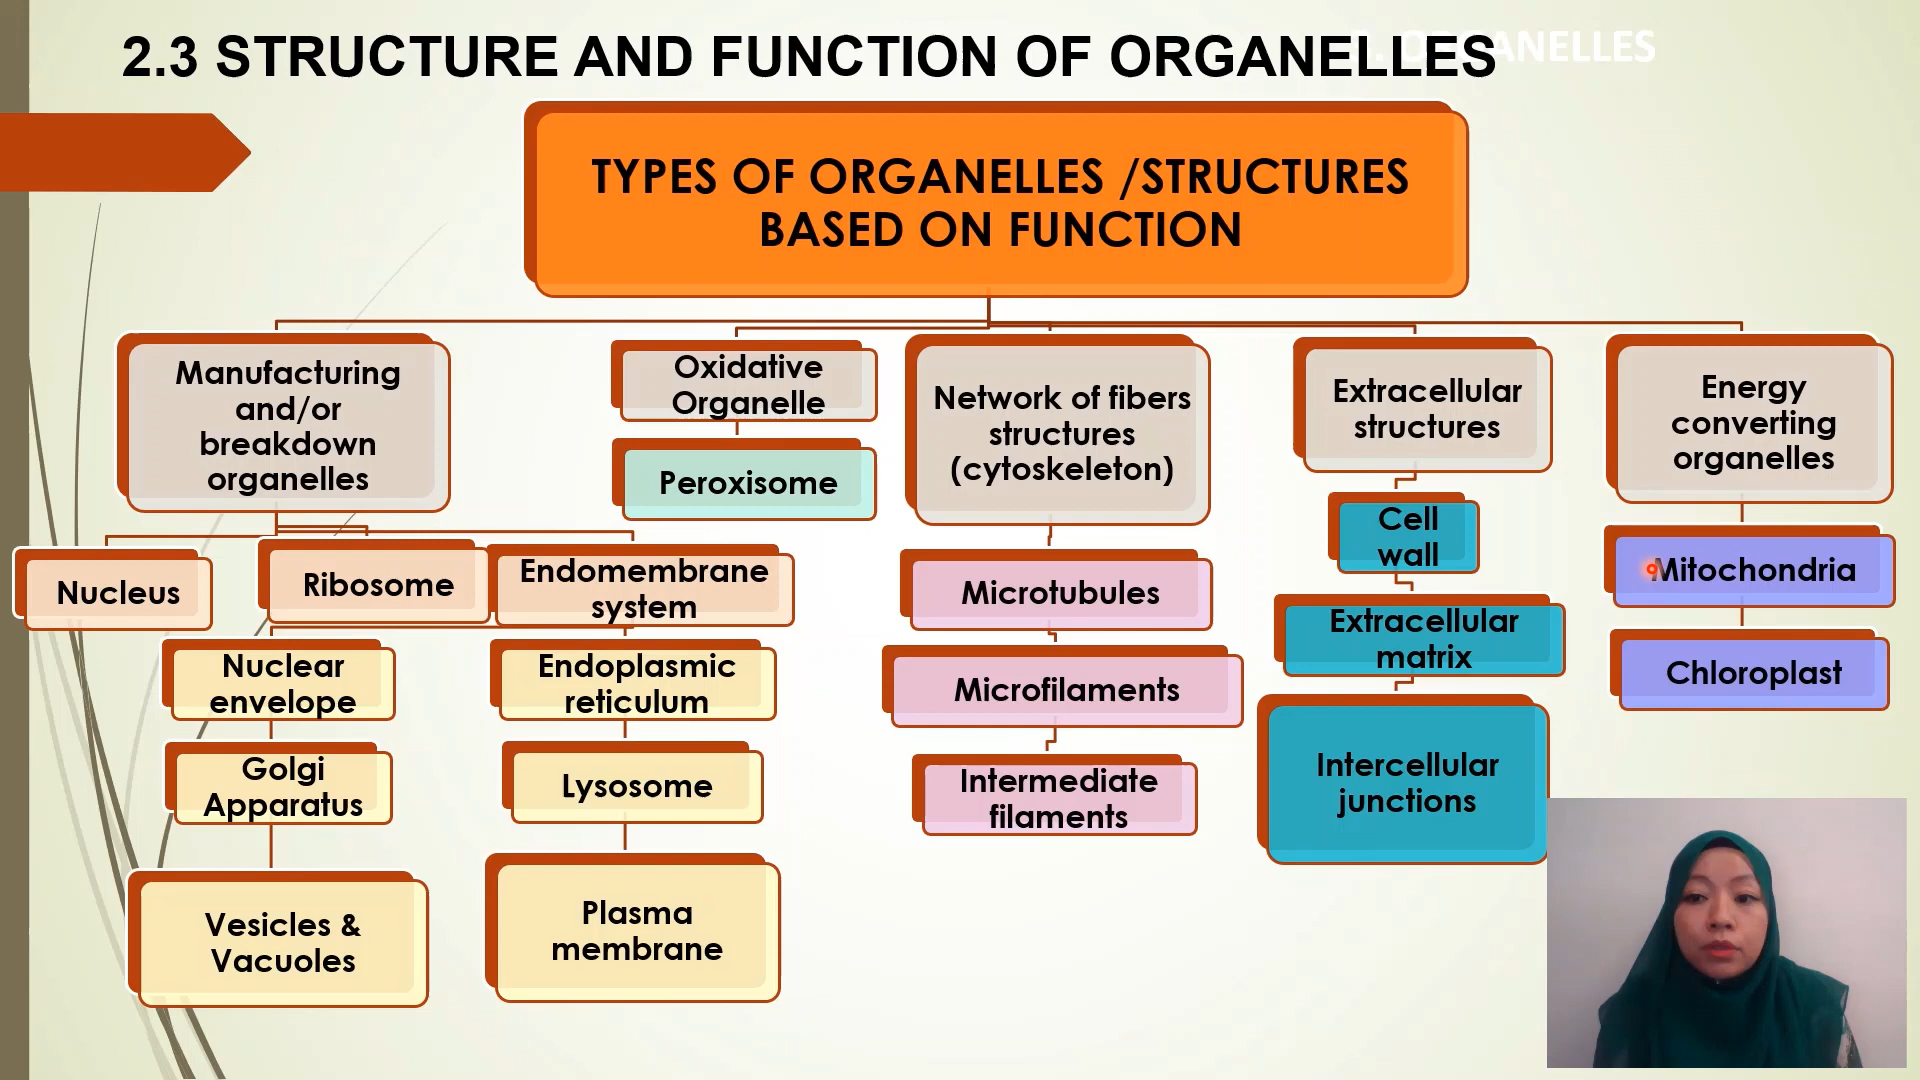 2.3 STRUCTURE AND FUNCTION OF ORGANELLES
ORGANELLES
TYPES OF ORGANELLES /STRUCTURES
BASED ON FUNCTION
Manufacturing
and/or
breakdown
organelles
Nucleus
Ribosome
Endomembrane
system
Nuclear
envelope
Golgi
Apparatus
Vesicles &
Vacuoles
Endoplasmic
reticulum
Lysosome
Plasma
membrane
Oxidative
Organelle
Peroxisome
Network of fibers
structures
(cytoskeleton)
Microtubules
Microfilaments
Intermediate
filaments
Extracellular
structures
Cell
wall
Extracellular
matrix
Intercellular
junctions
Energy
converting
organelles
Mitochondria
Chloroplast